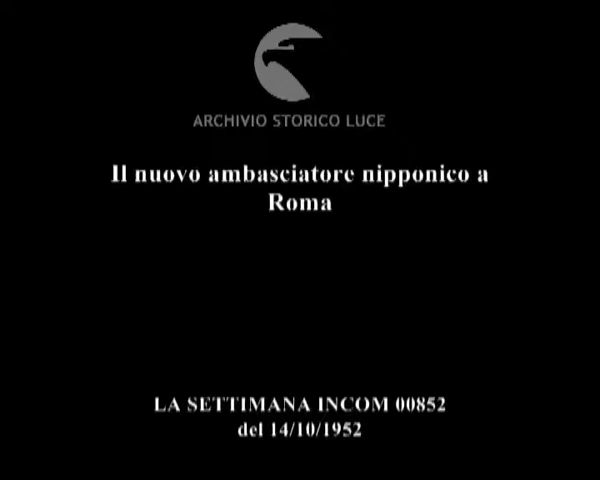 ARCHIVIO STORICO LUCE
Il nuovo ambasciatore nipponico a
Roma
LA SETTIMANA INCOM 00852
del 14/10/1952